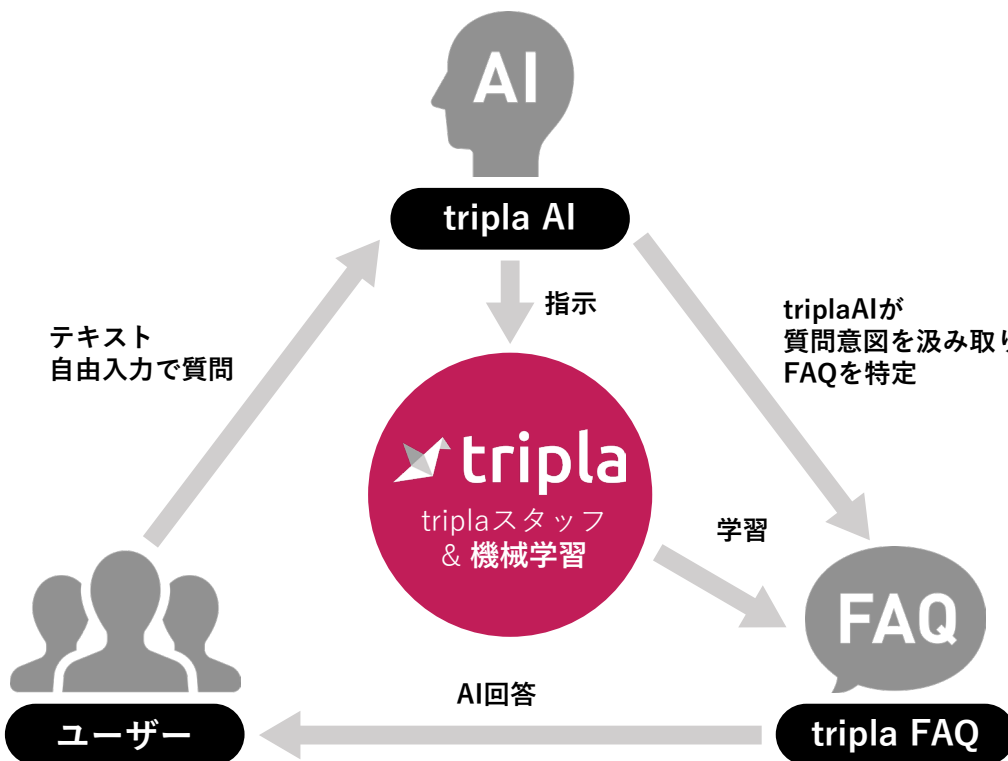 AI
tripla AI
指示
テキスト
自由入力で質問
triplaAIが
質問意図を汲み取り
FAQを特定
tripla
triplaスタッフ
& 機械学習
学習
FAQ
AI回答
ユーザー
tripla FAQ